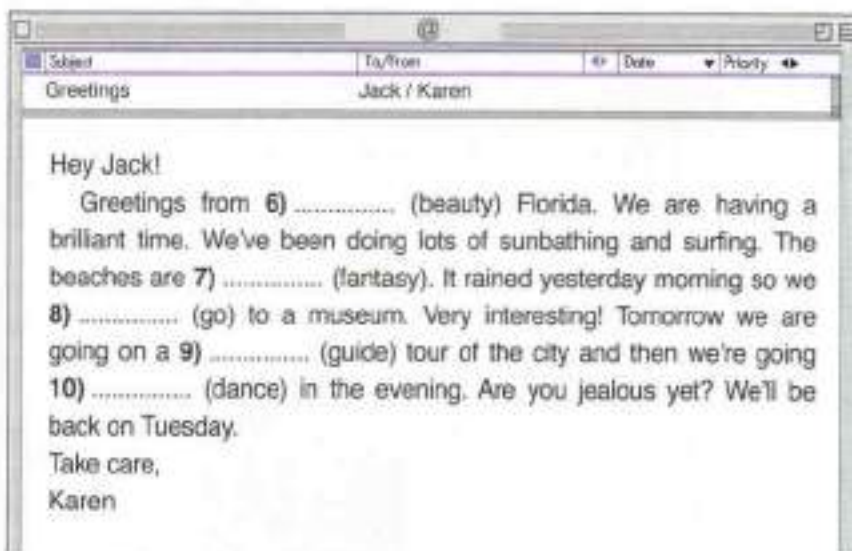 @
Subject To/From Date Priority
Greetings Jack / Karen
Hey Jack!
Greetings from 6) ................ (beauty) Florida. We are having a
brilliant time. We've been doing lots of sunbathing and surfing. The
beaches are 7) ................ (fantasy). It rained yesterday morning so we
8) ................ (go) to a museum. Very interesting! Tomorrow we are
going on a 9) ................ (guide) tour of the city and then we're going
10) ................ (dance) in the evening. Are you jealous yet? We'll be
back on Tuesday.
Take care,
Karen